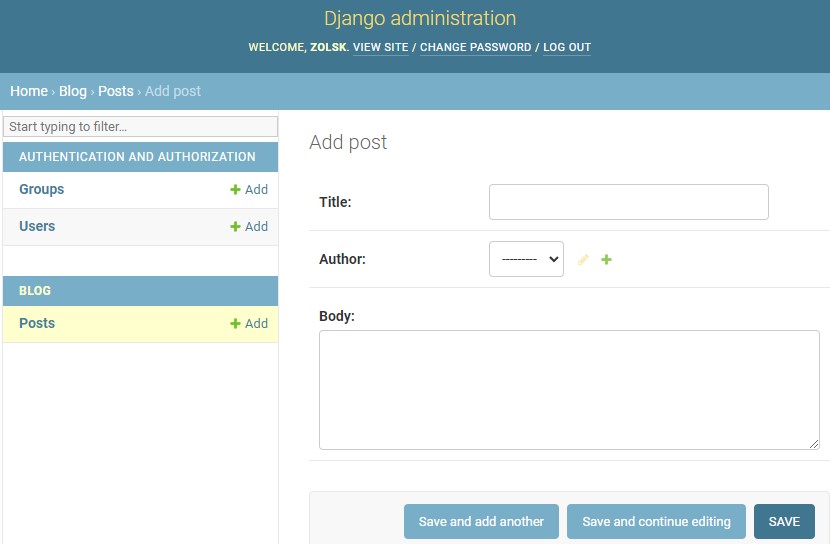 Django administration
WELCOME, ZOLSK. VIEW SITE / CHANGE PASSWORD / LOG OUT
Home › Blog › Posts › Add post
Start typing to filter...
AUTHENTICATION AND AUTHORIZATION
Groups + Add
Users + Add
BLOG
Posts + Add
Add post
Title:
Author: ---------
Body:
Save and add another Save and continue editing SAVE